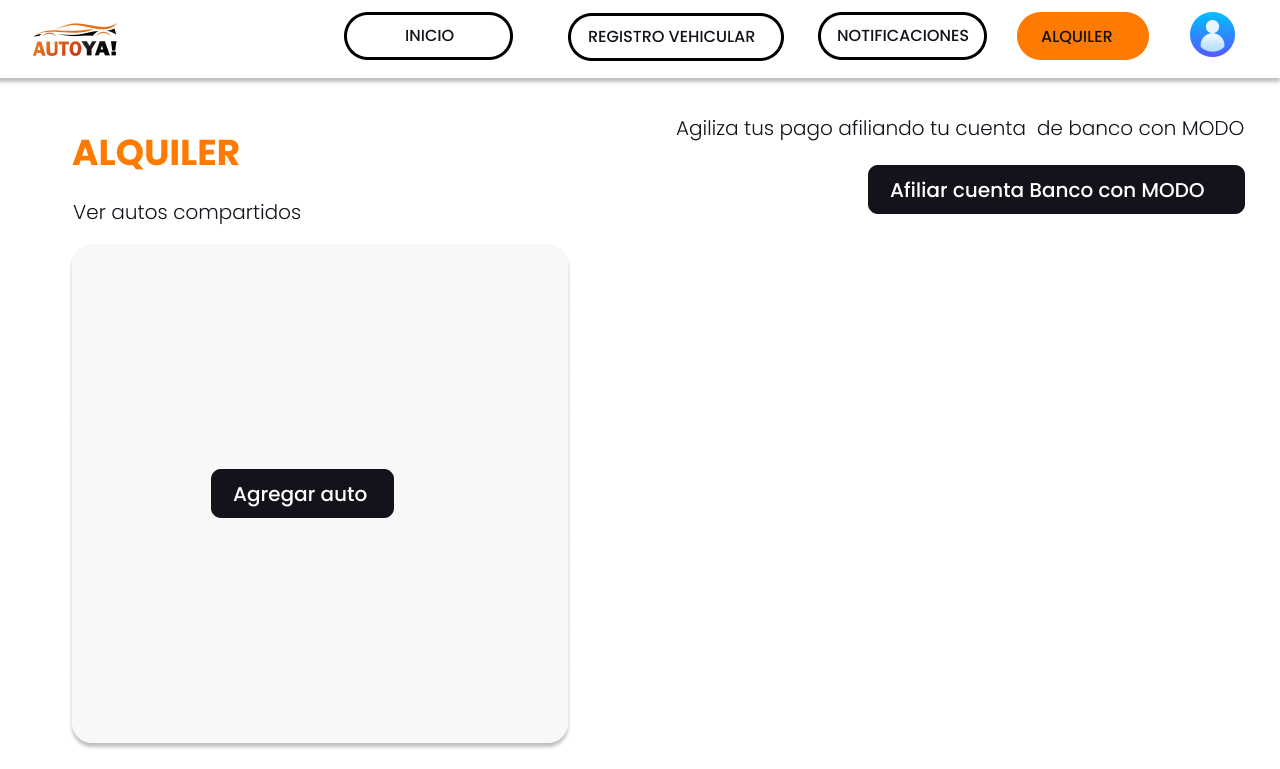 AUTOYA!
INICIO
REGISTRO VEHICULAR
NOTIFICACIONES
ALQUILER
Agiliza tus pago afiliando tu cuenta  de banco con MODO
ALQUILER
Afiliar cuenta Banco con MODO
Ver autos compartidos
Agregar auto